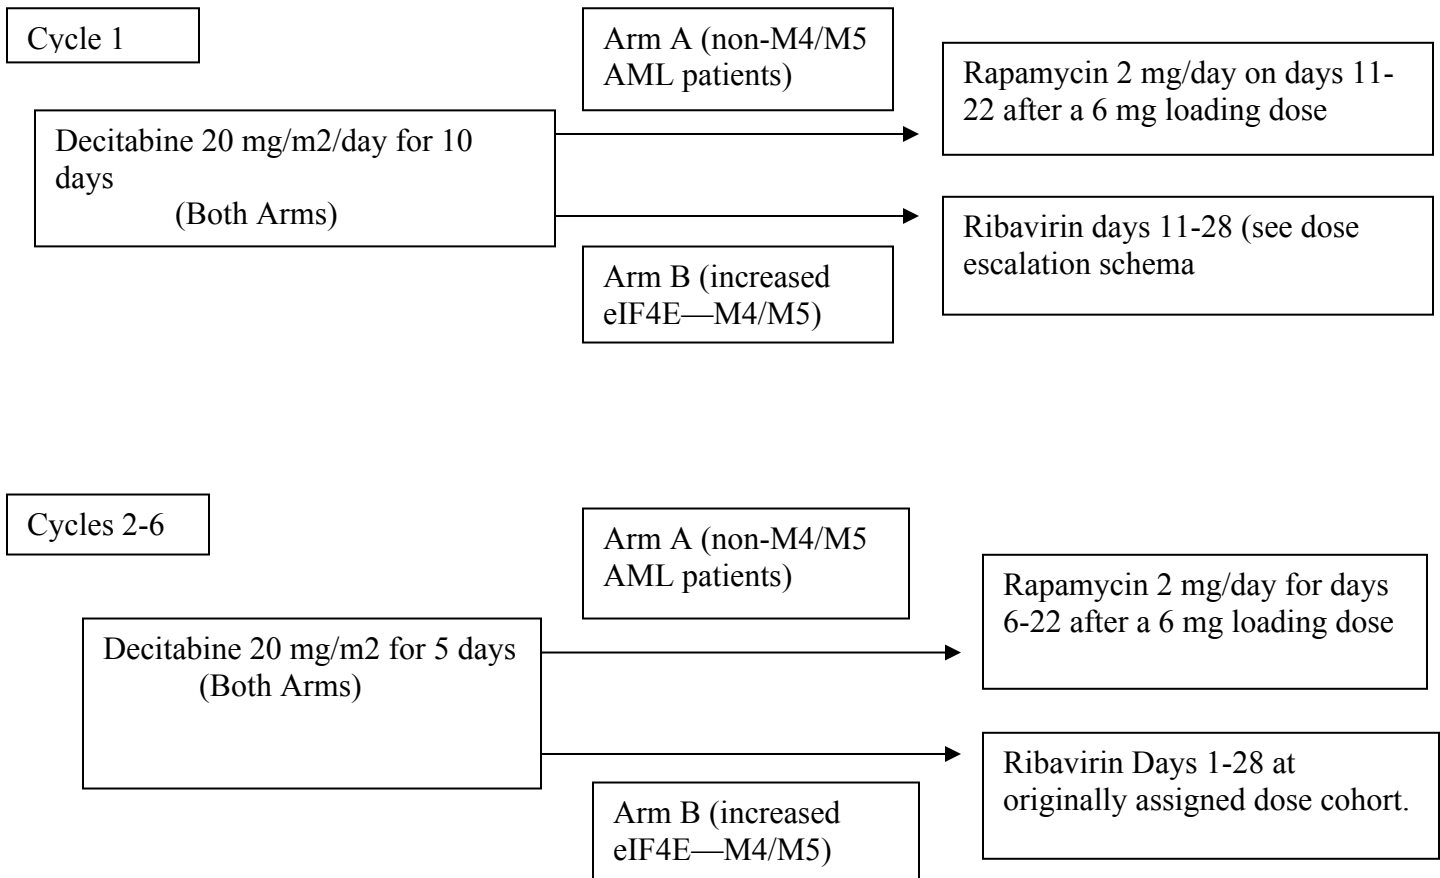 Cycle 1
Arm A (non-M4/M5
AML patients)
Rapamycin 2 mg/day on days 11-
22 after a 6 mg loading dose
Decitabine 20 mg/m2/day for 10
days
(Both Arms)
Ribavirin days 11-28 (see dose
escalation schema
Arm B (increased
eIF4E—M4/M5)
Cycles 2-6
Arm A (non-M4/M5
AML patients)
Rapamycin 2 mg/day for days
6-22 after a 6 mg loading dose
Decitabine 20 mg/m2 for 5 days
(Both Arms)
Ribavirin Days 1-28 at
originally assigned dose cohort.
Arm B (increased
eIF4E—M4/M5)